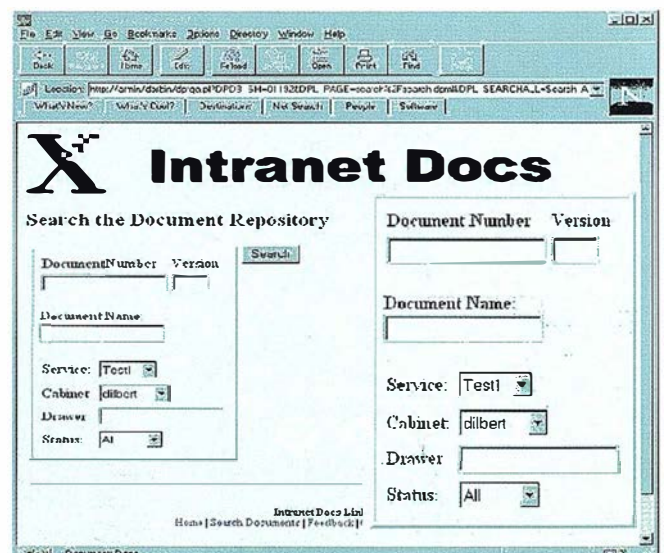 File Edit View Go Bookmarks Options Directory Window Help
Back Home Edit Reload Open Print Find
Location:
What's New? What's Cool? Destinations Net Search People Software
Intranet Docs
Search the Document Repository
DocumentNumber Version
Search
Document Name:
Service: Test1
Cabinet dilbert
Drawer
Status: All
Document Number Version
Document Name:
Service: Test1
Cabinet: dilbert
Drawer
Status: All
Intranet Docs
Home | Search Documents | Feedback |